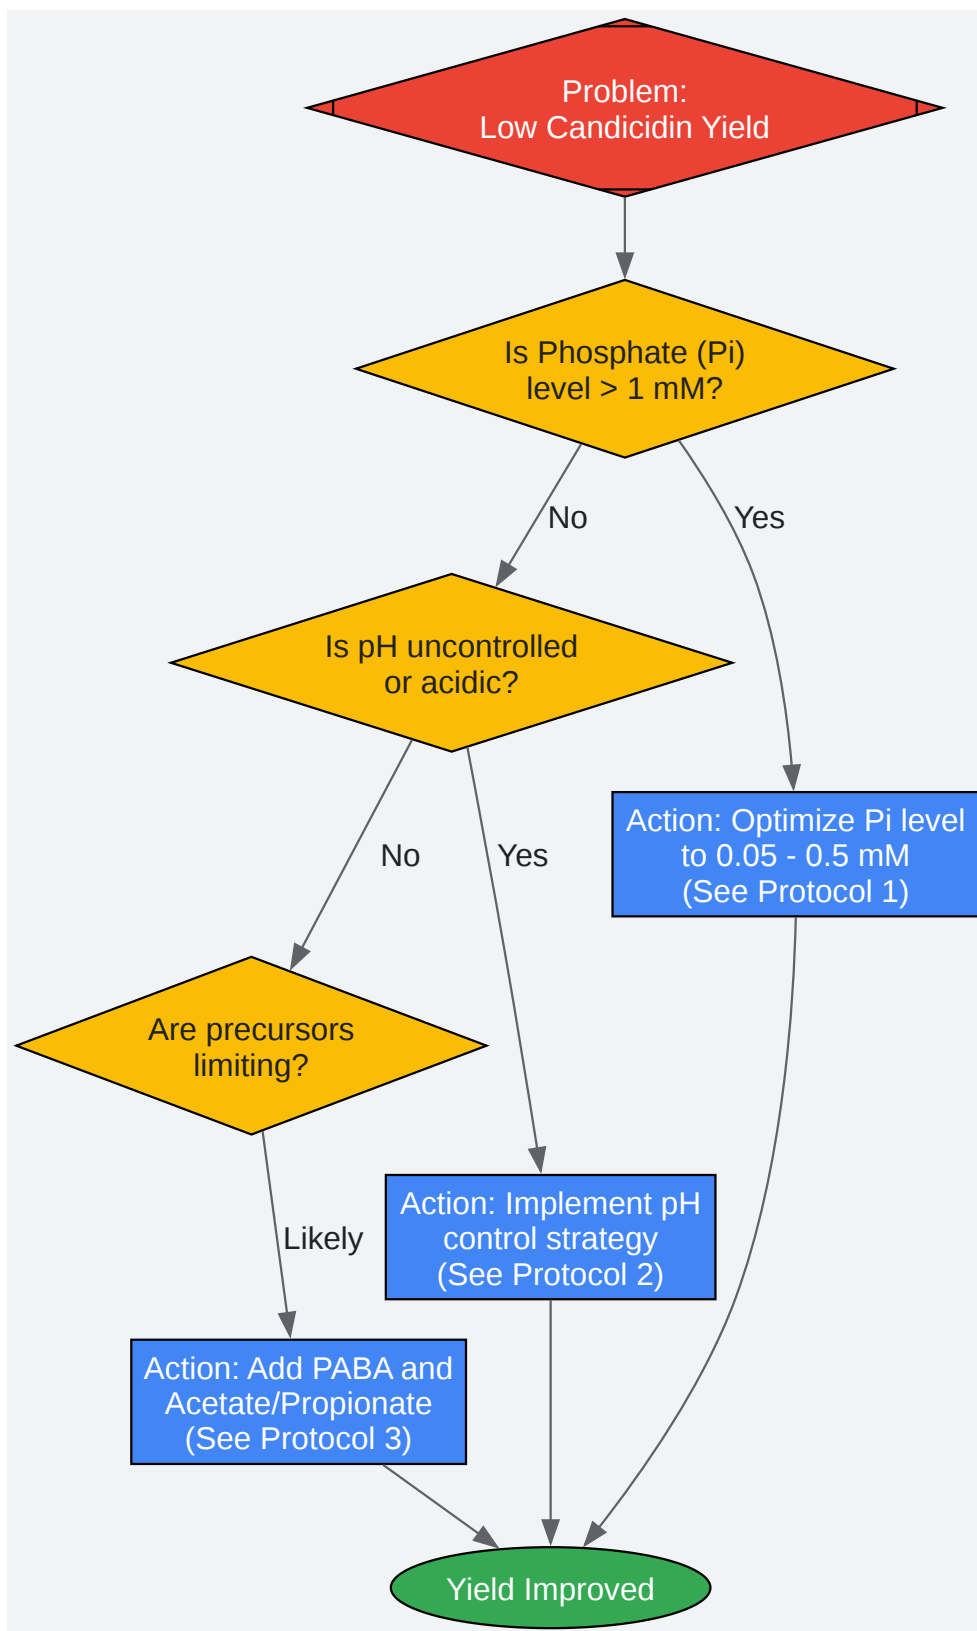 Problem:
Low Candicidin Yield
Is Phosphate (Pi)
level > 1 mM?
No
Yes
Is pH uncontrolled
or acidic?
Action: Optimize Pi level
to 0.05 - 0.5 mM
(See Protocol 1)
No
Yes
Are precursors
limiting?
Action: Implement pH
control strategy
(See Protocol 2)
Likely
Action: Add PABA and
Acetate/Propionate
(See Protocol 3)
Yield Improved